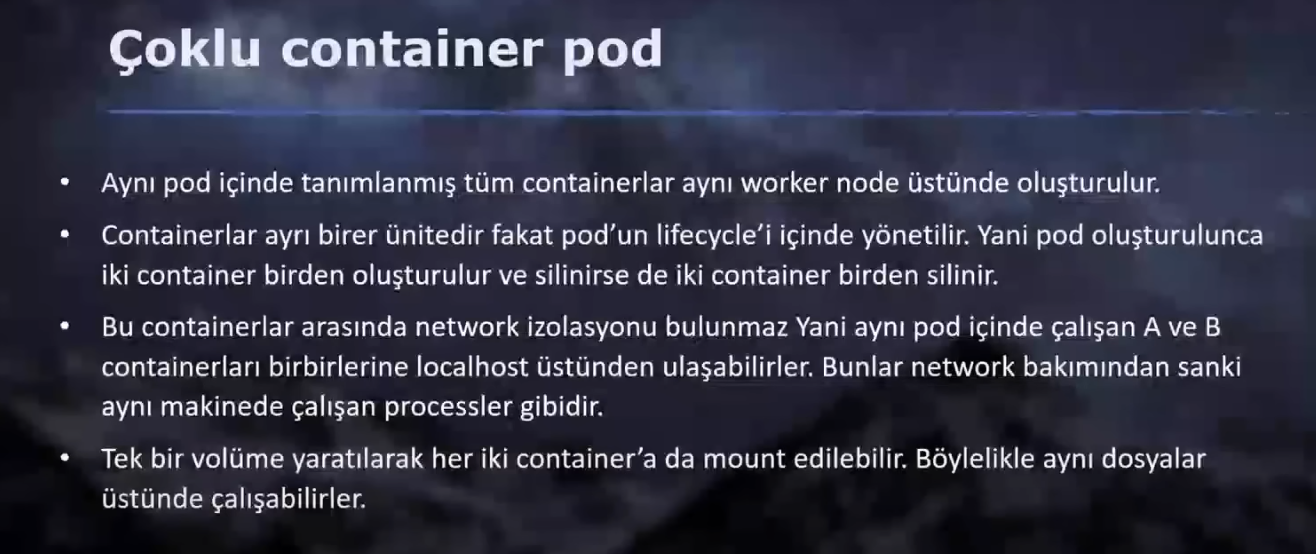 Çoklu container pod
• Aynı pod içinde tanımlanmış tüm containerlar aynı worker node üstünde oluşturulur.
• Containerlar ayrı birer ünitedir fakat pod’un lifecycle’i içinde yönetilir. Yani pod oluşturulunca
iki container birden oluşturulur ve silinirse de iki container birden silinir.
• Bu containerlar arasında network izolasyonu bulunmaz Yani aynı pod içinde çalışan A ve B
containerları birbirlerine localhost üstünden ulaşabilirler. Bunlar network bakımından sanki
aynı makinede çalışan processler gibidir.
• Tek bir volüme yaratılarak her iki container’a da mount edilebilir. Böylelikle aynı dosyalar
üstünde çalışabilirler.